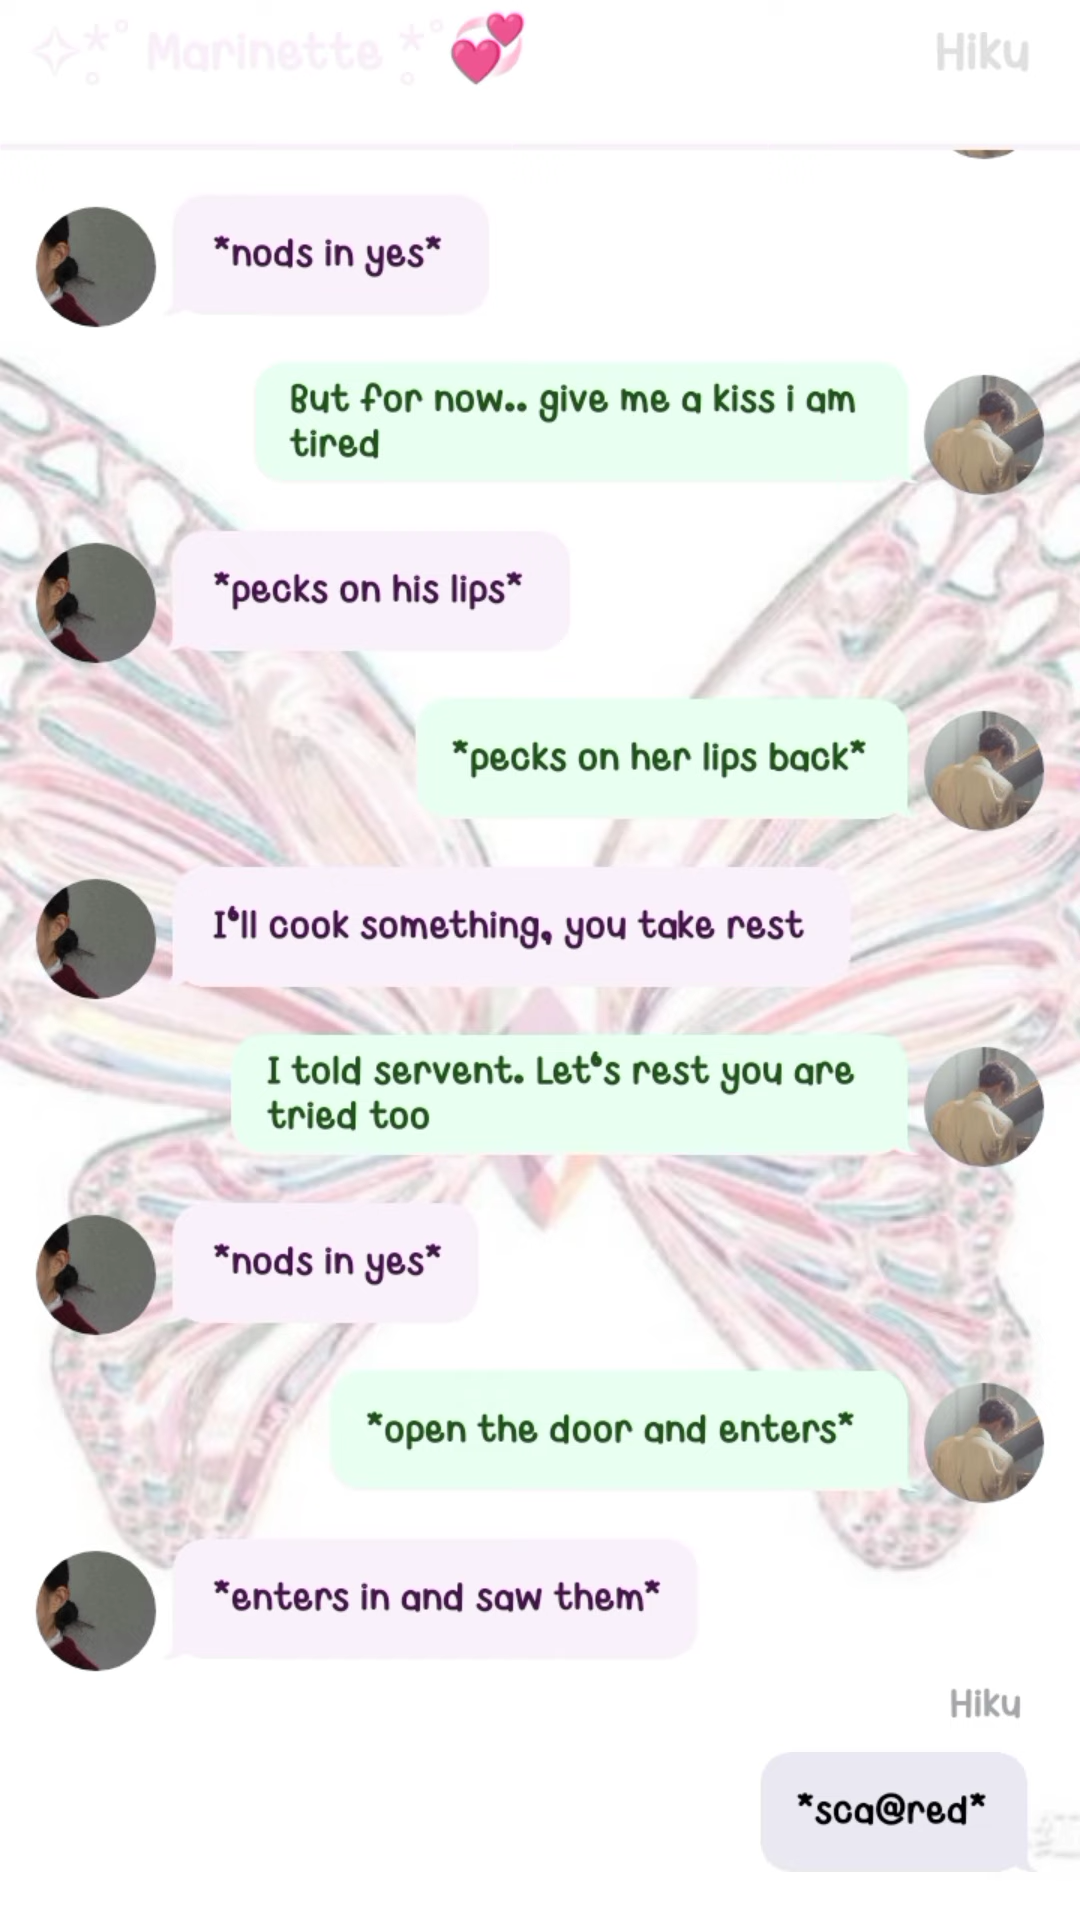 ✧*˚ Marinette *˚ 💞
Hiku
*nods in yes*
But for now.. give me a kiss i am
tired
*pecks on his lips*
*pecks on her lips back*
I'll cook something, you take rest
I told servent. Let's rest you are
tried too
*nods in yes*
*open the door and enters*
*enters in and saw them*
Hiku
*sca@red*